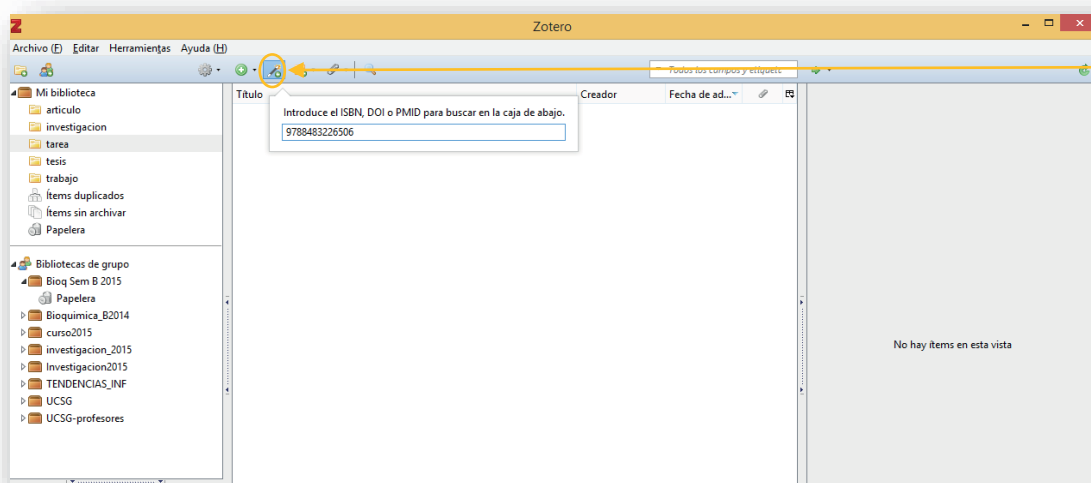 Z
Zotero
Archivo (F) Editar Herramientas Ayuda (H)
Todos los campos y etiquetc
Mi biblioteca
articulo
investigacion
tarea
tesis
trabajo
Ítems duplicados
Ítems sin archivar
Papelera
Bibliotecas de grupo
Bioq Sem B 2015
Papelera
Bioquimica_B2014
curso2015
investigacion_2015
Investigacion2015
TENDENCIAS_INF
UCSG
UCSG-profesores
Título Creador Fecha de ad...
Introduce el ISBN, DOI o PMID para buscar en la caja de abajo.
9788483226506
No hay ítems en esta vista